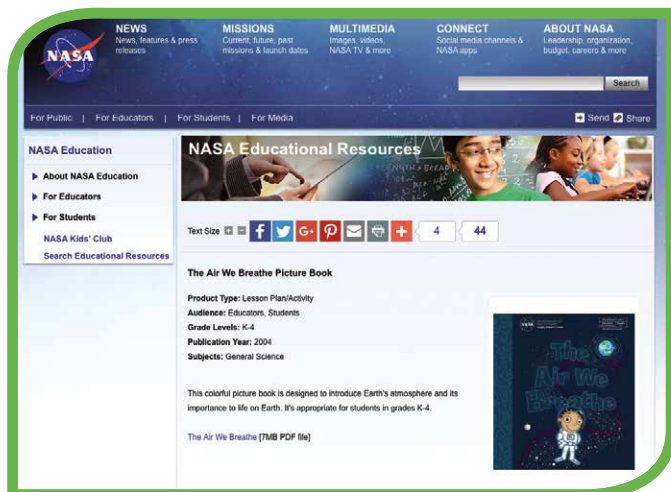 NASA
NEWS
News, features & press
releases
MISSIONS
Current, future, past
missions & launch dates
MULTIMEDIA
Images, videos,
NASA TV & more
CONNECT
Social media channels &
NASA apps
ABOUT NASA
Leadership, organization,
budget, careers & more
Search
For Public | For Educators | For Students | For Media
Send Share
NASA Education
About NASA Education
For Educators
For Students
NASA Kids' Club
Search Educational Resources
NASA Educational Resources
Text Size
4 44
The Air We Breathe Picture Book
Product Type: Lesson Plan/Activity
Audience: Educators, Students
Grade Levels: K-4
Publication Year: 2004
Subjects: General Science
This colorful picture book is designed to introduce Earth's atmosphere and its
importance to life on Earth. It's appropriate for students in grades K-4.
The Air We Breathe [7MB PDF file]
The
Air We
Breathe